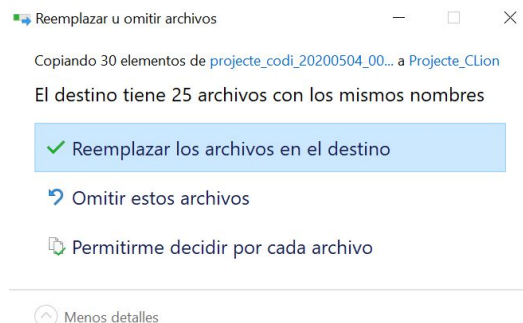 Reemplazar u omitir archivos
Copiando 30 elementos de projecte_codi_20200504_00... a Projecte_CLion
El destino tiene 25 archivos con los mismos nombres
Reemplazar los archivos en el destino
Omitir estos archivos
Permitirme decidir por cada archivo
Menos detalles